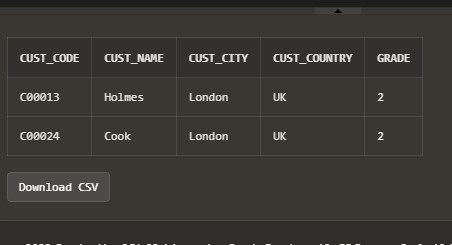 CUST_CODE CUST_NAME CUST_CITY CUST_COUNTRY GRADE
C00013 Holmes London UK 2
C00024 Cook London UK 2
Download CSV